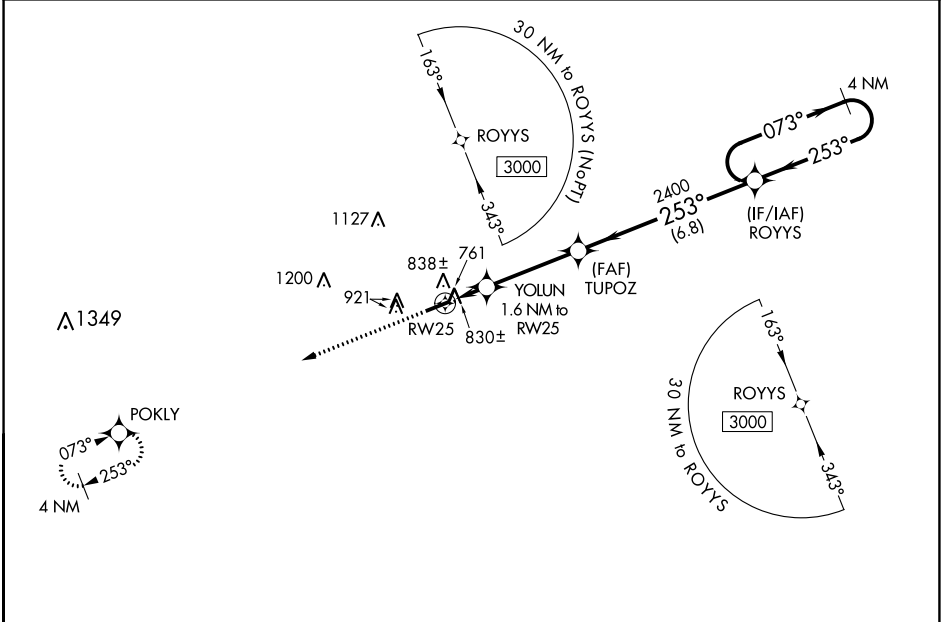 30 NM to ROYYS (NoPT)
163°
ROYYS
3000
343°
4 NM
073°
253°
(IF/IAF)
ROYYS
2400
253°
(6.8)
(FAF)
TUPOZ
1127
1200
838±
761
921
YOLUN
1.6 NM to
RW25
RW25
830±
1349
POKLY
073°
253°
4 NM
163°
ROYYS
3000
30 NM to ROYYS
343°